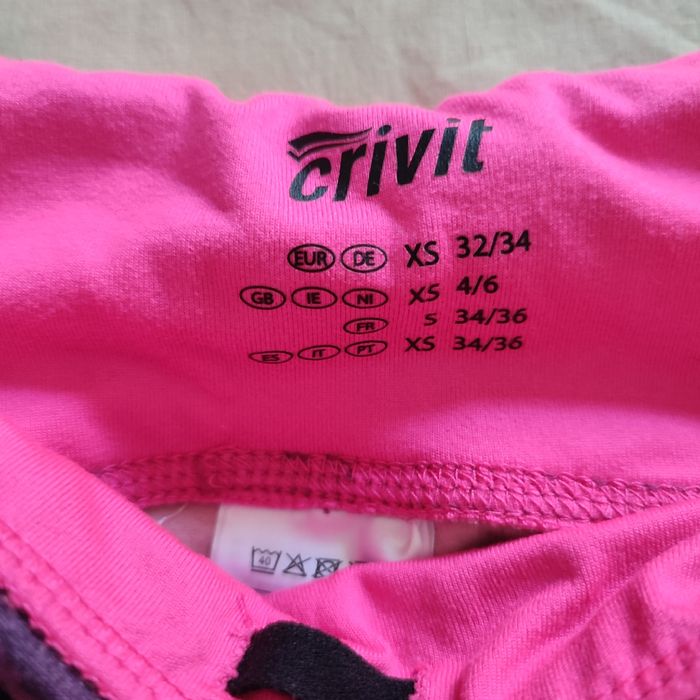 crivit
EUR DE XS 32/34
GB IE NI XS 4/6
FR S 34/36
ES IT PT XS 34/36
40